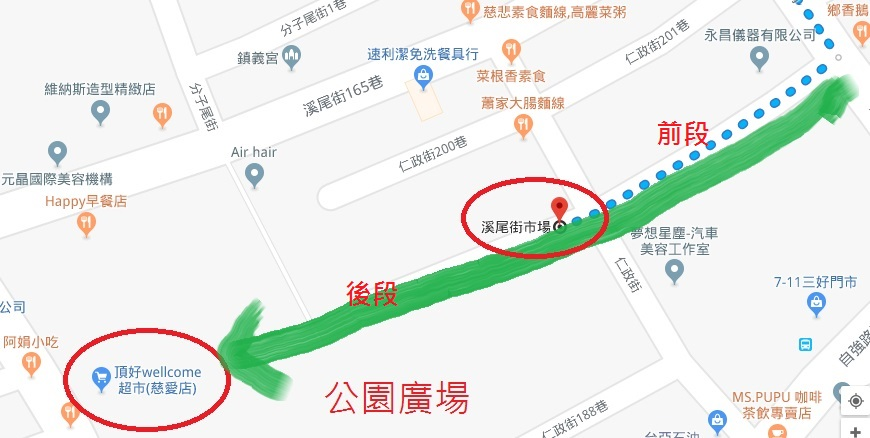 分子尾街1巷
慈悲素食麵線,高麗菜粥
鄉香鵝
鎮義宮
速利潔免洗餐具行
仁政街201巷
永昌儀器有限公司
菜根香素食
維納斯造型精緻店
分子尾街
溪尾街165巷
蕭家大腸麵線
前段
Air hair
仁政街200巷
元晶國際美容機構
Happy早餐店
溪尾街市場
夢想星塵-汽車
美容工作室
仁政街
7-11三好門市
後段
公司
阿娟小吃
頂好wellcome
超市(慈愛店)
自強路
公園廣場
MS.PUPU 咖啡
茶飲專賣店
仁政街188巷
台亞石油